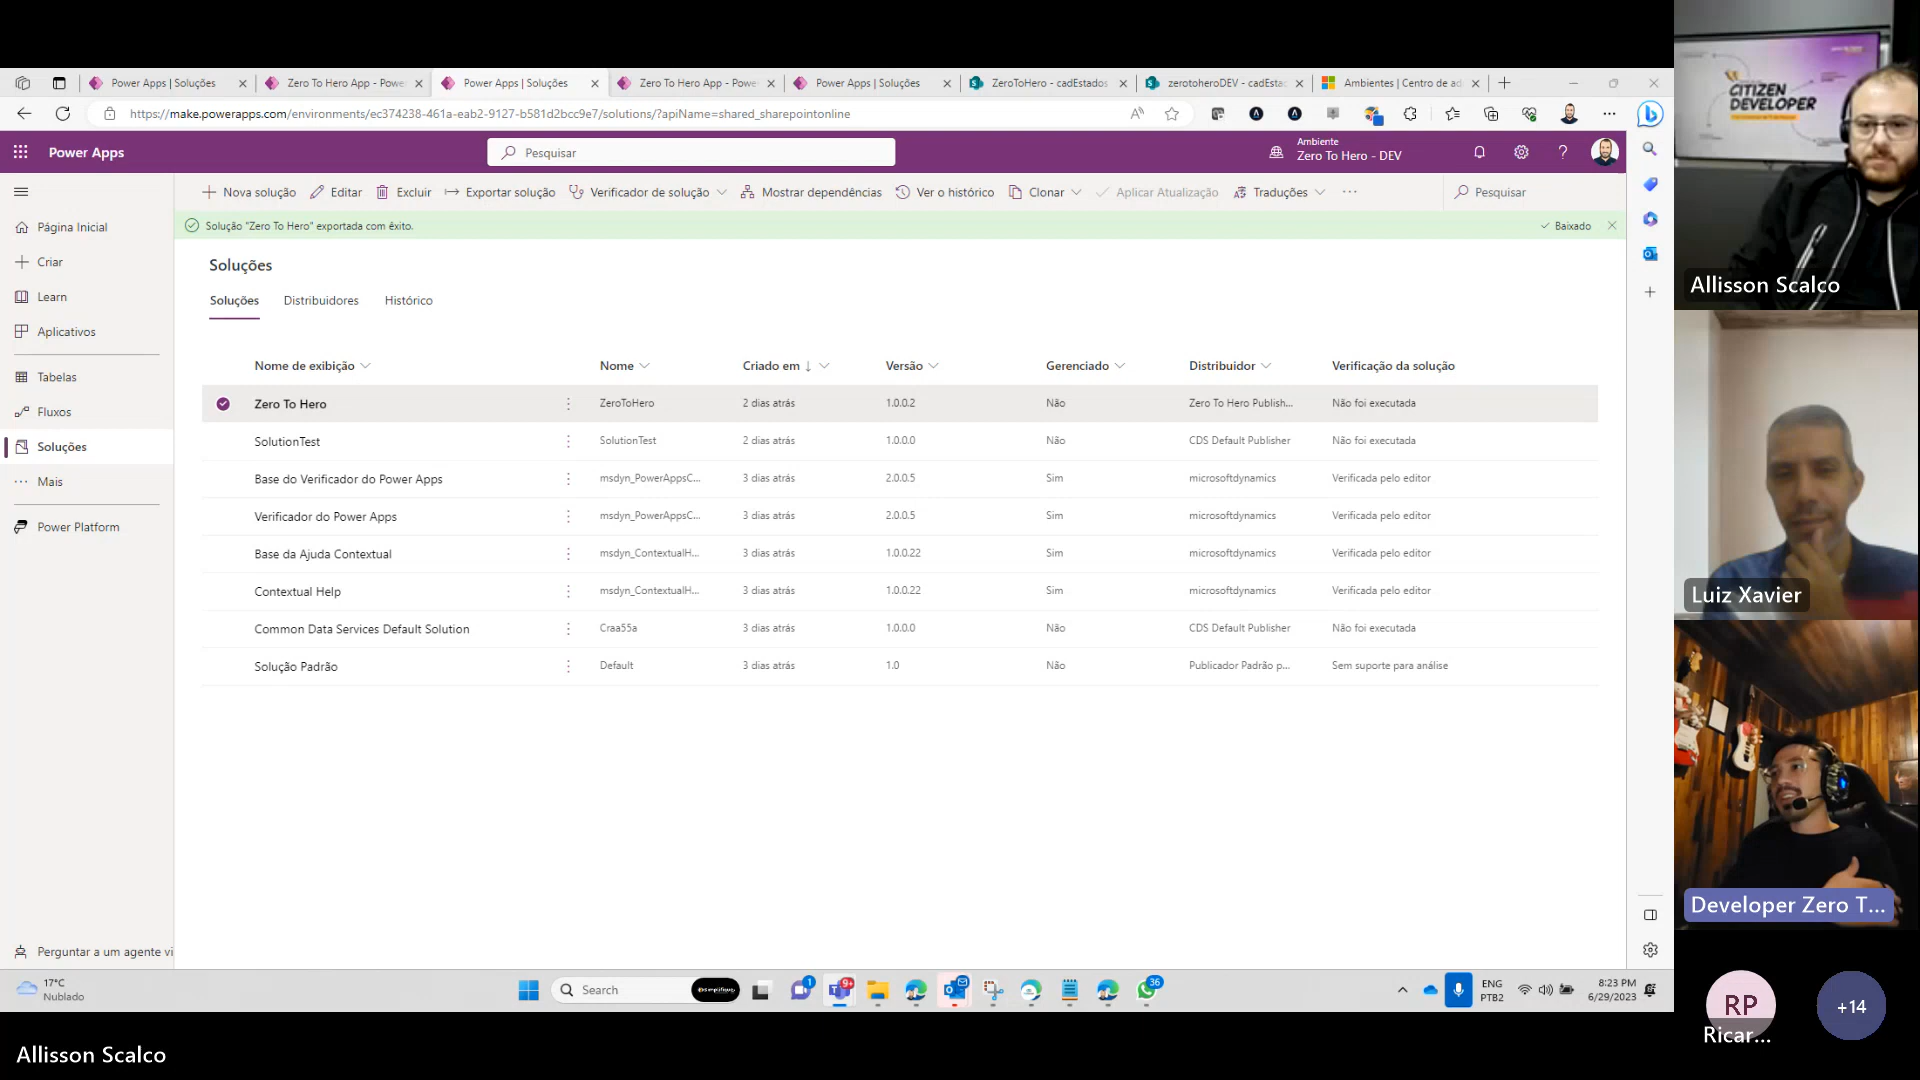 Power Apps | Soluções
Zero To Hero App - Powe
Power Apps | Soluções
Zero To Hero App - Powe
Power Apps | Soluções
ZeroToHero - cadEstados
zerotoheroDEV - cadEsta
Ambientes | Centro de ad
https://make.powerapps.com/environments/ec374238-461a-eab2-9127-b581d2bcc9e7/solutions/?apiName=shared_sharepointonline
Power Apps
Pesquisar
Ambiente
Zero To Hero - DEV
Nova solução
Editar
Excluir
Exportar solução
Verificador de solução
Mostrar dependências
Ver o histórico
Clonar
Aplicar Atualização
Traduções
Pesquisar
Solução "Zero To Hero" exportada com êxito.
Baixado
Página Inicial
Criar
Learn
Aplicativos
Tabelas
Fluxos
Soluções
Mais
Power Platform
Perguntar a um agente vi
Soluções
Soluções Distribuidores Histórico
Nome de exibição Nome Criado em ↓ Versão Gerenciado Distribuidor Verificação da solução
Zero To Hero ZeroToHero 2 dias atrás 1.0.0.2 Não Zero To Hero Publish... Não foi executada
SolutionTest SolutionTest 2 dias atrás 1.0.0.0 Não CDS Default Publisher Não foi executada
Base do Verificador do Power Apps msdyn_PowerAppsC... 3 dias atrás 2.0.0.5 Sim microsoftdynamics Verificada pelo editor
Verificador do Power Apps msdyn_PowerAppsC... 3 dias atrás 2.0.0.5 Sim microsoftdynamics Verificada pelo editor
Base da Ajuda Contextual msdyn_ContextualH... 3 dias atrás 1.0.0.22 Sim microsoftdynamics Verificada pelo editor
Contextual Help msdyn_ContextualH... 3 dias atrás 1.0.0.22 Sim microsoftdynamics Verificada pelo editor
Common Data Services Default Solution Craa55a 3 dias atrás 1.0.0.0 Não CDS Default Publisher Não foi executada
Solução Padrão Default 3 dias atrás 1.0 Não Publicador Padrão p... Sem suporte para análise
17°C
Nublado
Search
1
9+
36
ENG
PTB2
8:23 PM
6/29/2023
CITIZEN
DEVELOPER
Allisson Scalco
Luiz Xavier
Developer Zero T...
RP
Ricar...
+14
Allisson Scalco